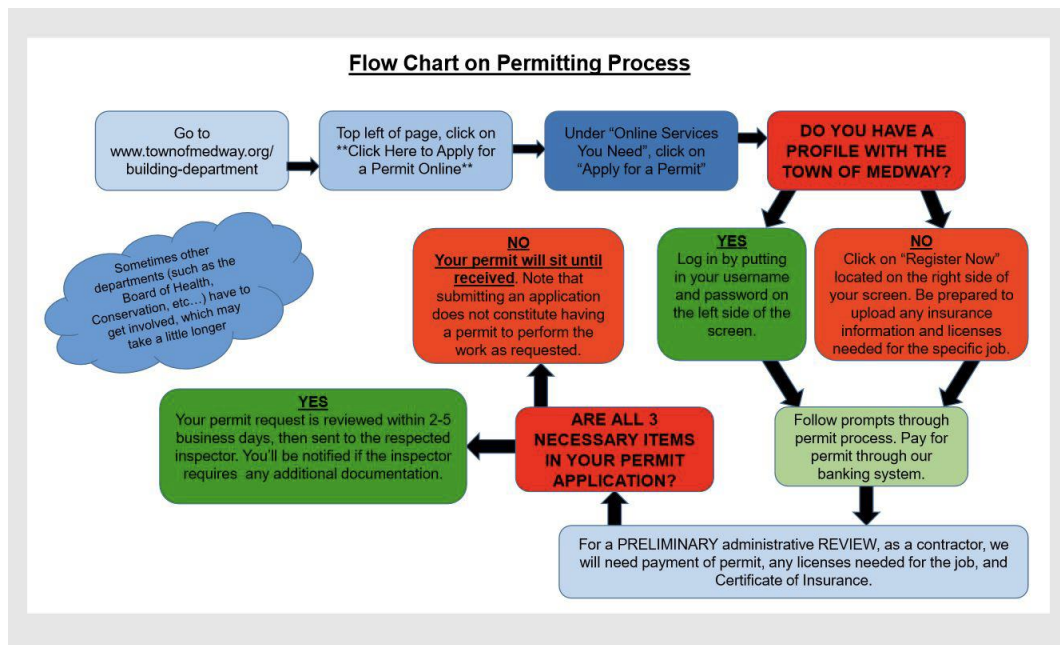 Flow Chart on Permitting Process
Go to
www.townofmedway.org/
building-department
Top left of page, click on
**Click Here to Apply for
a Permit Online**
Under “Online Services
You Need”, click on
“Apply for a Permit”
DO YOU HAVE A
PROFILE WITH THE
TOWN OF MEDWAY?
YES
Log in by putting
in your username
and password on
the left side of the
screen.
NO
Click on “Register Now”
located on the right side of
your screen. Be prepared to
upload any insurance
information and licenses
needed for the specific job.
Follow prompts through
permit process. Pay for
permit through our
banking system.
For a PRELIMINARY administrative REVIEW, as a contractor, we
will need payment of permit, any licenses needed for the job, and
Certificate of Insurance.
ARE ALL 3
NECESSARY ITEMS
IN YOUR PERMIT
APPLICATION?
NO
Your permit will sit until
received. Note that
submitting an application
does not constitute having
a permit to perform the
work as requested.
YES
Your permit request is reviewed within 2-5
business days, then sent to the respected
inspector. You’ll be notified if the inspector
requires any additional documentation.
Sometimes other
departments (such as the
Board of Health,
Conservation, etc…) have to
get involved, which may
take a little longer